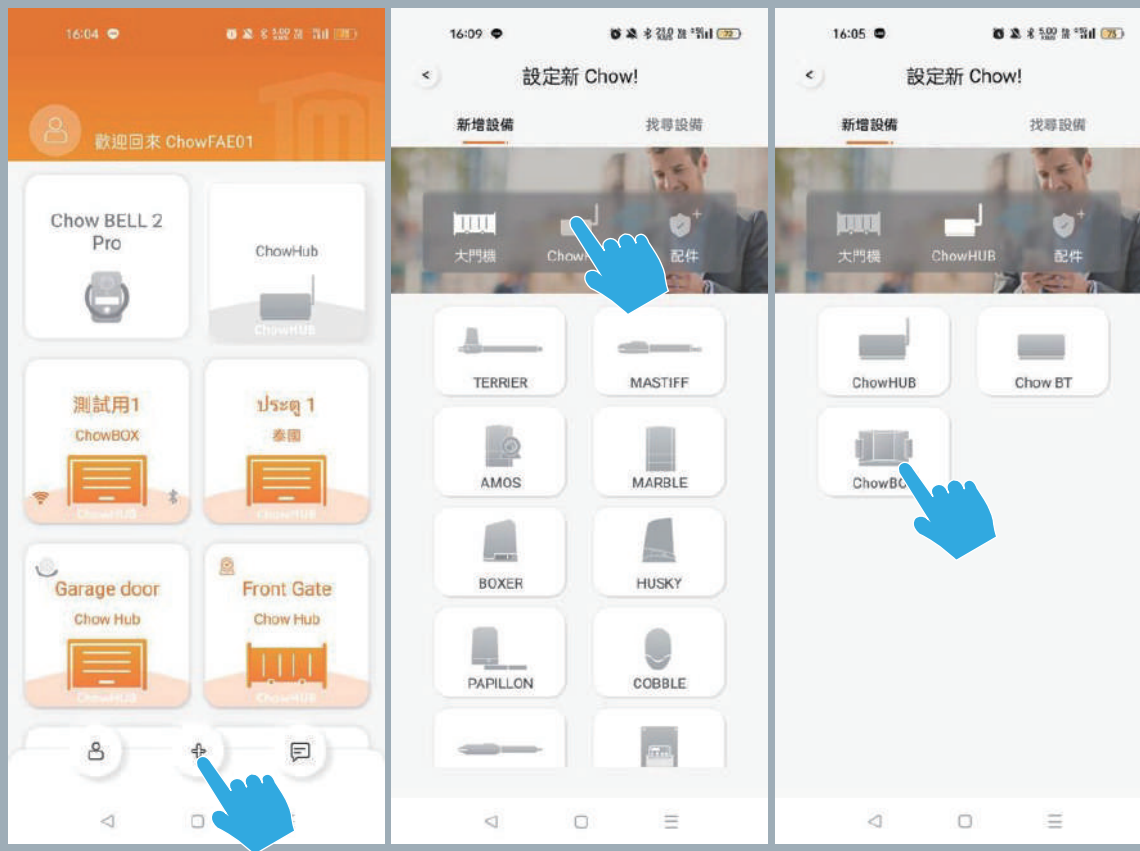 16:04
歡迎回來 ChowFAE01
Chow BELL 2
Pro
ChowHub
ChowHUB
測試用1
ChowBOX
ChowHUB
ประตู 1
泰國
ChowHUB
Garage door
Chow Hub
ChowHUB
Front Gate
Chow Hub
ChowHUB
16:09
72
設定新 Chow!
新增設備
找尋設備
大門機
配件
TERRIER
MASTIFF
AMOS
MARBLE
BOXER
HUSKY
PAPILLON
COBBLE
16:05
設定新 Chow!
新增設備
找尋設備
大門機
ChowHUB
配件
ChowHUB
Chow BT